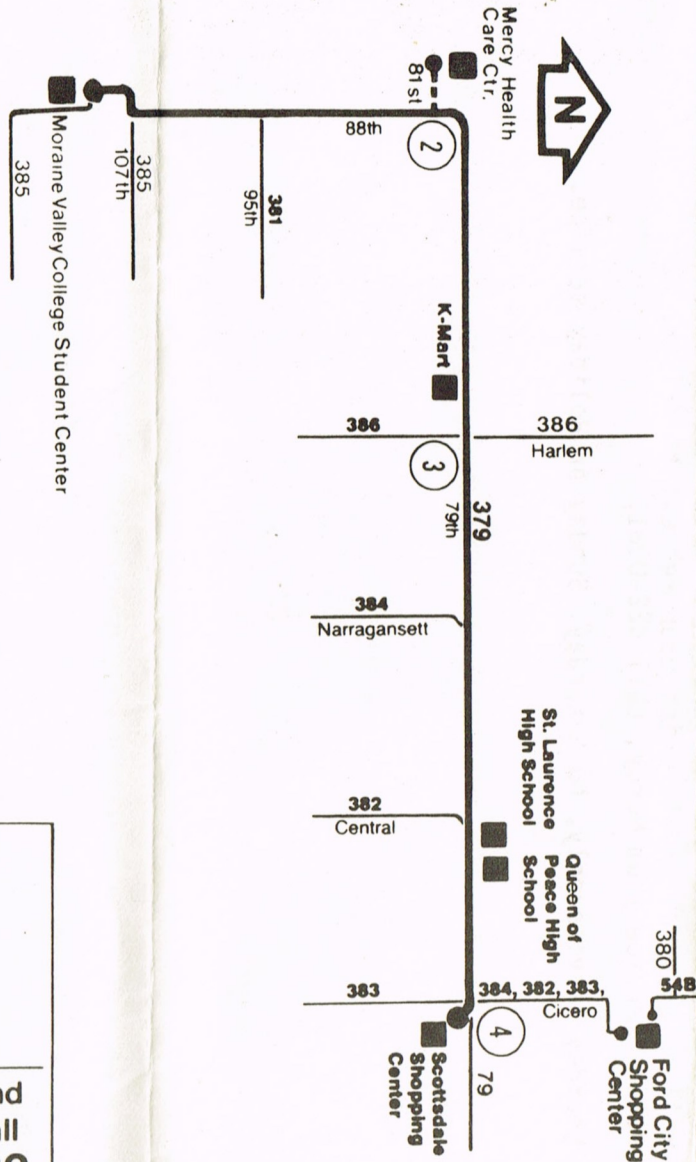 N
Mercy Health
Care Ctr.
81st
2
88th
385
107th
381
95th
Moraine Valley College Student Center
385
K-Mart
386
386
Harlem
3
379
79th
384
Narragansett
St. Laurence
High School
Queen of
Peace High
School
382
Central
380
54B
384, 382, 383,
Cicero
Ford City
Shopping
Center
383
4
79
Scottsdale
Shopping
Center